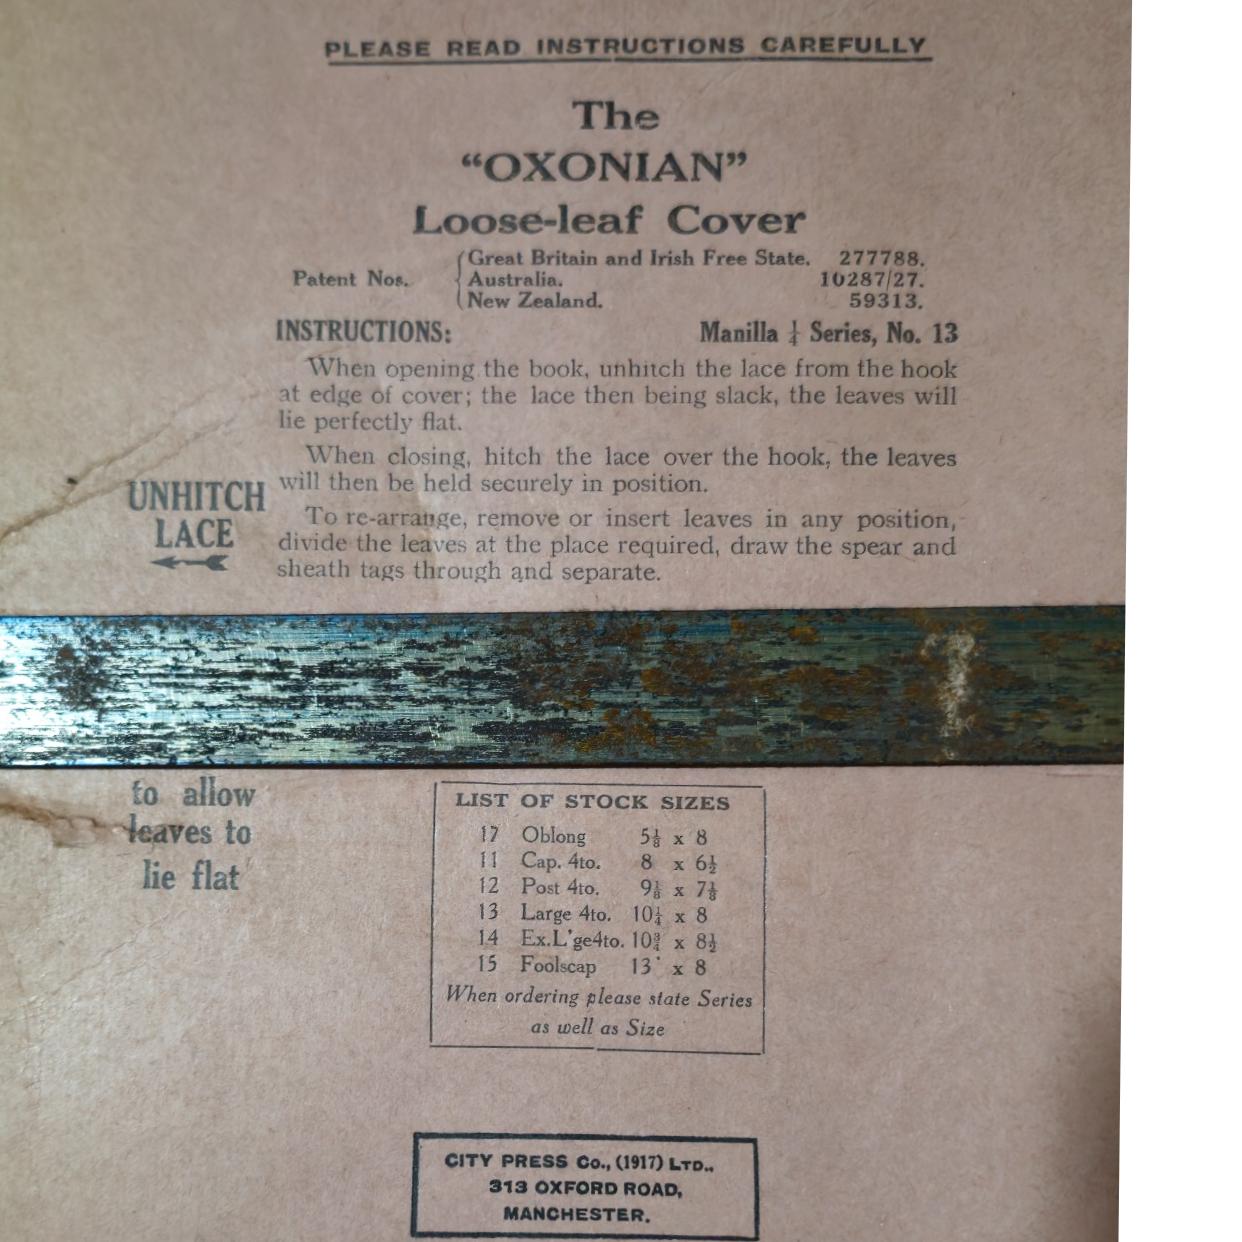 PLEASE READ INSTRUCTIONS CAREFULLY
The
“OXONIAN”
Loose-leaf Cover
Patent Nos. { Great Britain and Irish Free State. 277788.
Australia. 10287/27.
New Zealand. 59313.
INSTRUCTIONS: Manilla ¼ Series, No. 13
When opening the book, unhitch the lace from the hook
at edge of cover; the lace then being slack, the leaves will
lie perfectly flat.
When closing, hitch the lace over the hook, the leaves
will then be held securely in position.
To re-arrange, remove or insert leaves in any position,
divide the leaves at the place required, draw the spear and
sheath tags through and separate.
UNHITCH
LACE
to allow
leaves to
lie flat
LIST OF STOCK SIZES
17 Oblong 5⅛ x 8
11 Cap. 4to. 8 x 6½
12 Post 4to. 9⅛ x 7⅛
13 Large 4to. 10¼ x 8
14 Ex.L'ge4to. 10¾ x 8½
15 Foolscap 13 x 8
When ordering please state Series
as well as Size
CITY PRESS Co., (1917) LTD.,
313 OXFORD ROAD,
MANCHESTER.